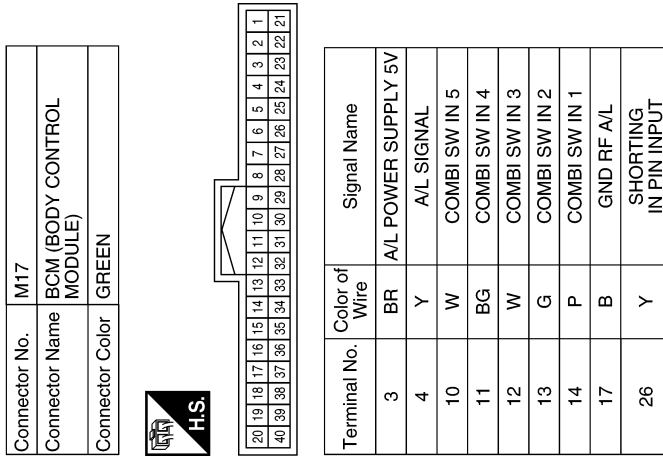 Connector No. M17
Connector Name BCM (BODY CONTROL
MODULE)
Connector Color GREEN
H.S.
20 19 18 17 16 15 14 13 12 11 10 9 8 7 6 5 4 3 2 1
40 39 38 37 36 35 34 33 32 31 30 29 28 27 26 25 24 23 22 21
Terminal No. Color of Wire Signal Name
3 BR A/L POWER SUPPLY 5V
4 Y A/L SIGNAL
10 W COMBI SW IN 5
11 BG COMBI SW IN 4
12 W COMBI SW IN 3
13 G COMBI SW IN 2
14 P COMBI SW IN 1
17 B GND RF A/L
26 Y SHORTING
IN PIN INPUT